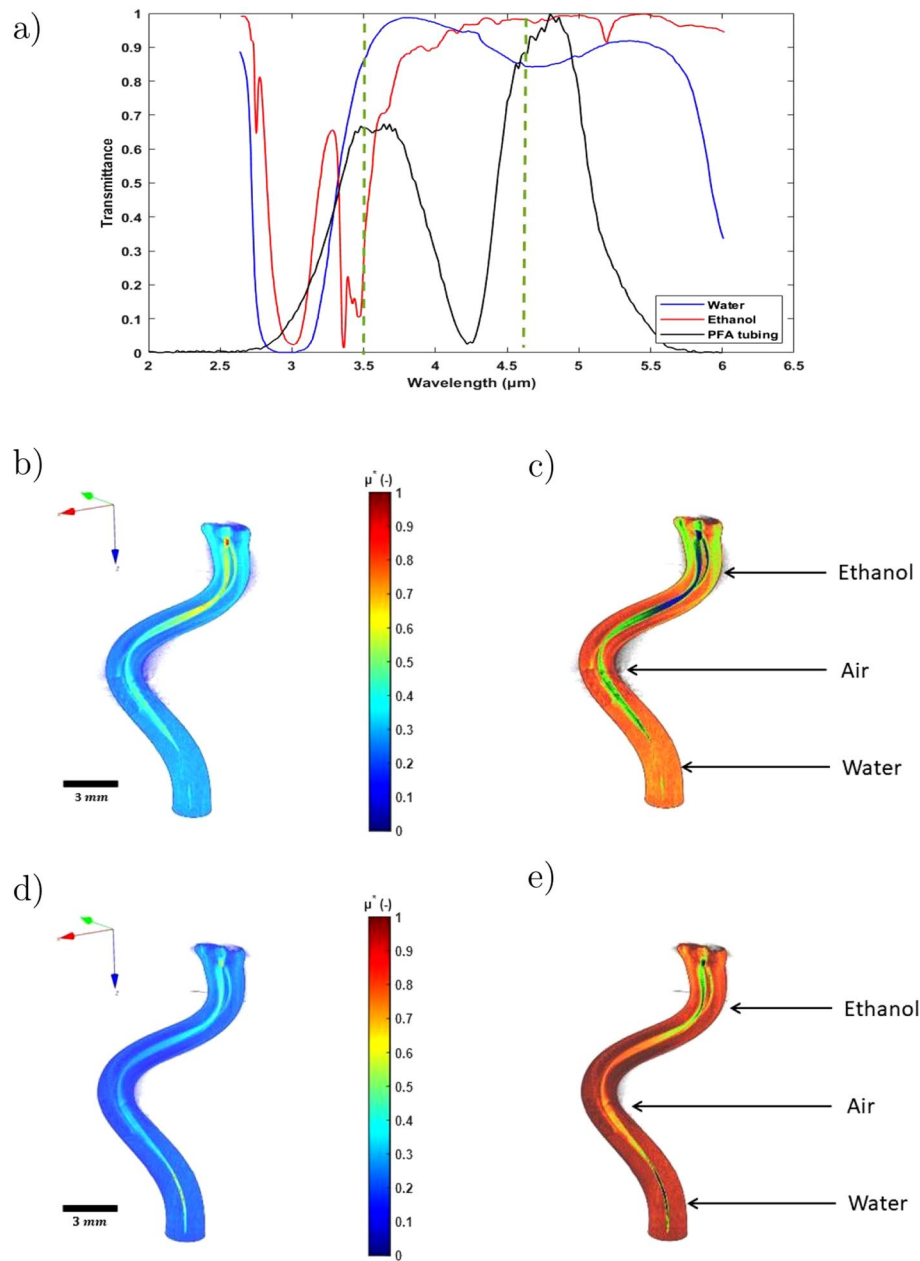 a)
1
0.9
0.8
0.7
0.6
0.5
0.4
0.3
0.2
0.1
0
Transmittance
2
2.5
3
3.5
4
4.5
5
5.5
6
6.5
Wavelength (µm)
Water
Ethanol
PFA tubing
b)
μ* (-)
1
0.9
0.8
0.7
0.6
0.5
0.4
0.3
0.2
0.1
0
3 mm
c)
Ethanol
Air
Water
d)
μ* (-)
1
0.9
0.8
0.7
0.6
0.5
0.4
0.3
0.2
0.1
0
3 mm
e)
Ethanol
Air
Water